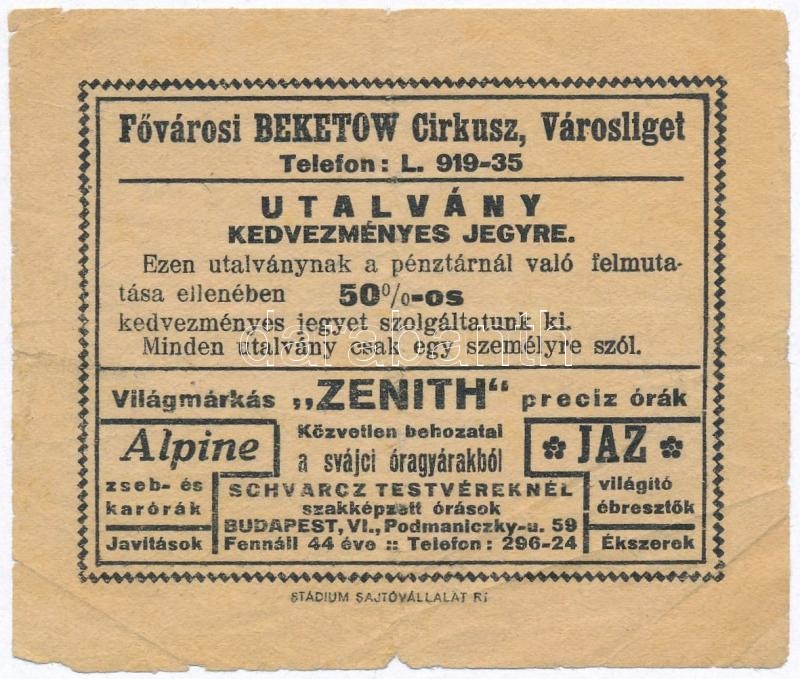 Fővárosi BEKETOW Cirkusz, Városliget
Telefon: L. 919-35
UTALVÁNY
KEDVEZMÉNYES JEGYRE.
Ezen utalványnak a pénztárnál való felmuta-
tása ellenében 50%-os
kedvezményes jegyet szolgáltatunk ki.
Minden utalvány csak egy személyre szól.
darabanth
Világmárkás „ZENITH“ preciz órák
Alpine
zseb- és
karórák
Javitások
Közvetlen behozatal
a svájci óragyárakból
SCHVARCZ TESTVÉREKNÉL
szakképzett órások
BUDAPEST, VI., Podmaniczky-u. 59
Fennáll 44 éve :: Telefon: 296-24
JAZ
világító
ébresztők
Ékszerek
STÁDIUM SAJTÓVÁLLALAT RT